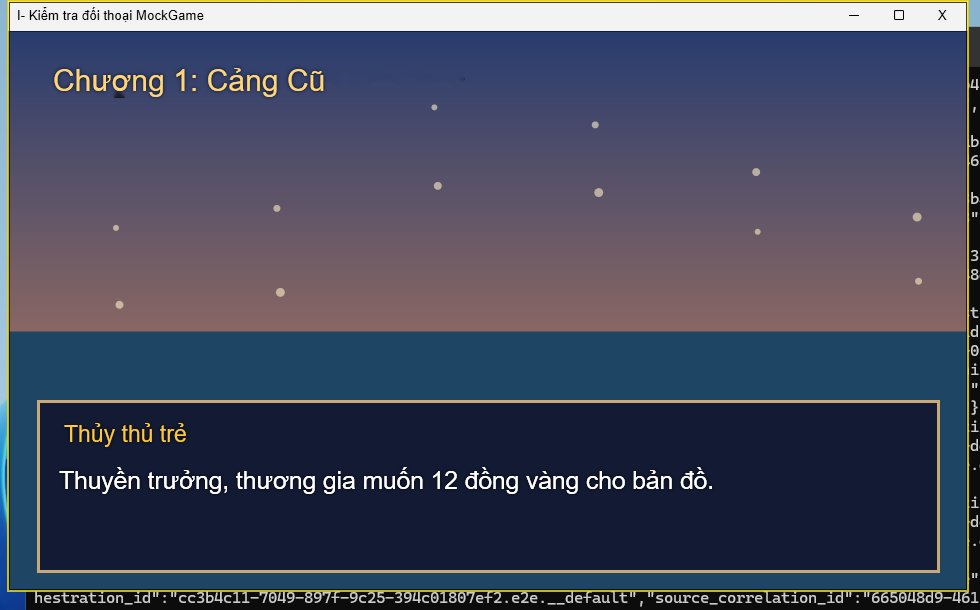 I- Kiểm tra đối thoại MockGame
Chương 1: Cảng Cũ
Thủy thủ trẻ
Thuyền trưởng, thương gia muốn 12 đồng vàng cho bản đồ.
hestration_id":"cc3b4c11-7049-897f-9c25-394c01807ef2.e2e.__default","source_correlation_id":"665048d9-461